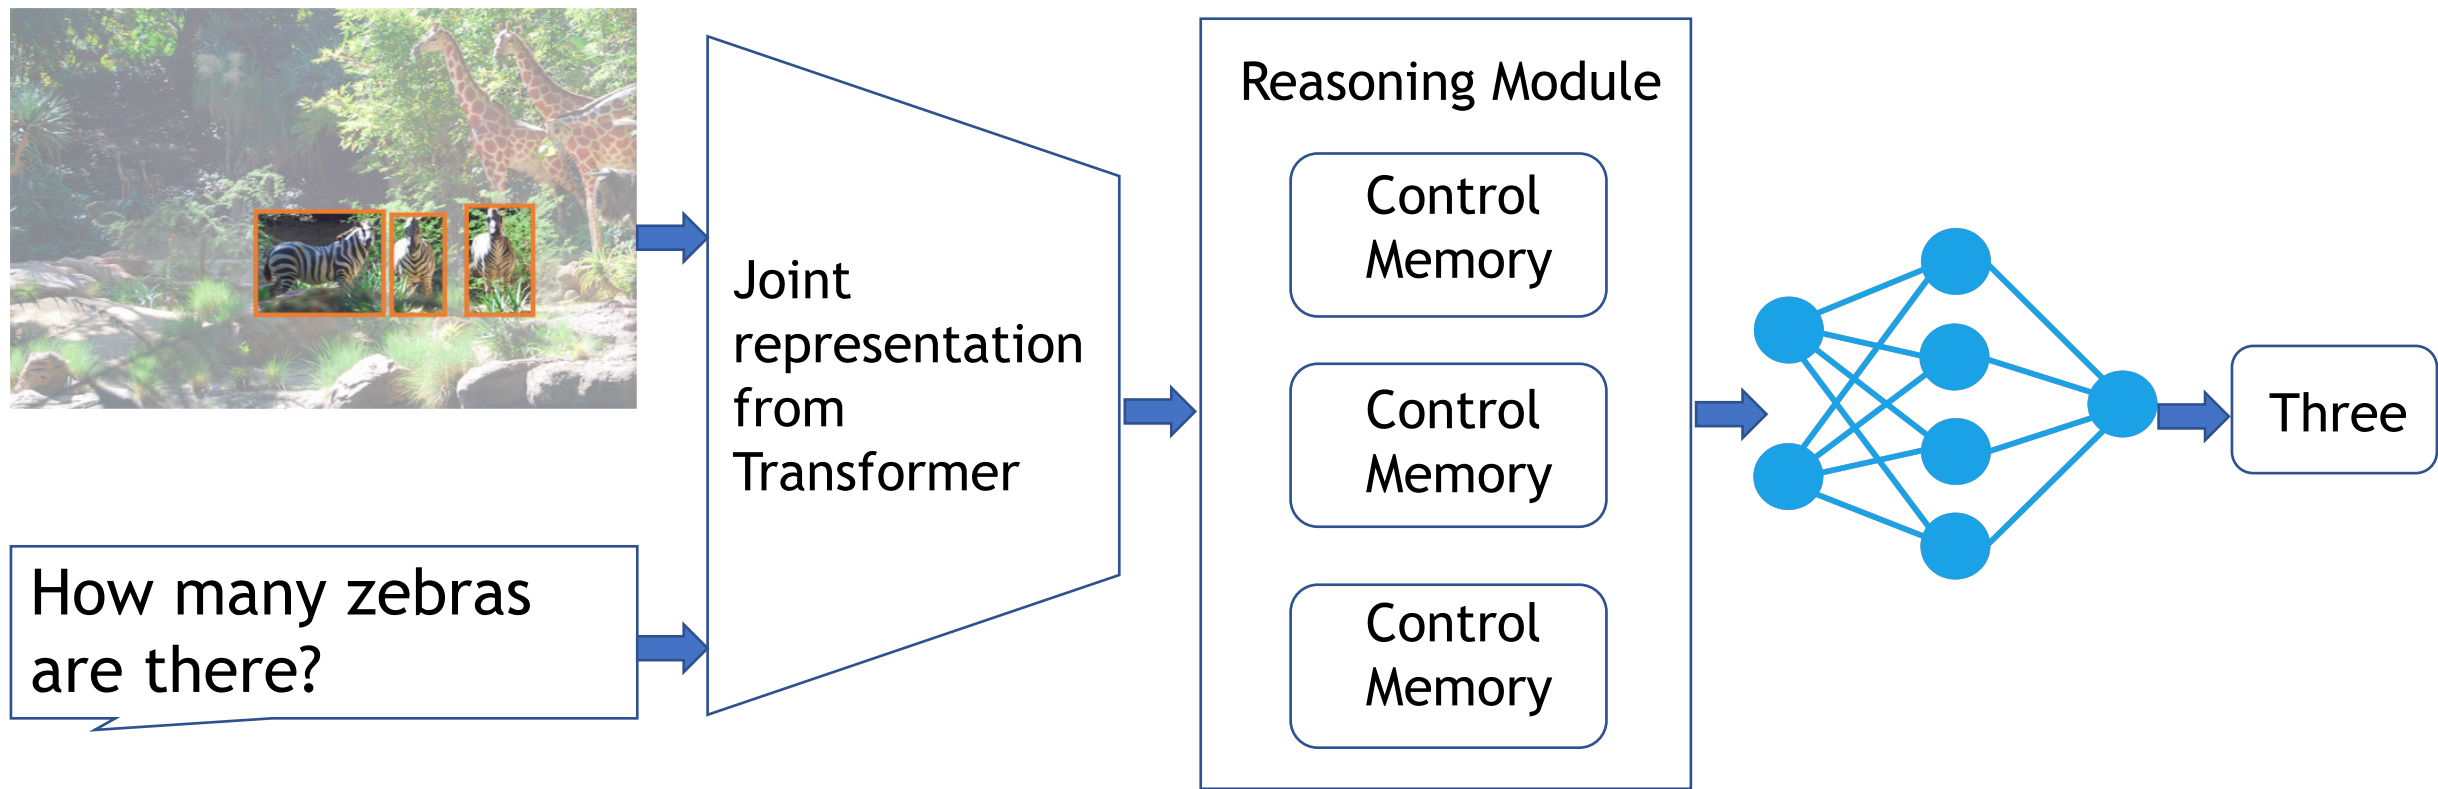 How many zebras
are there?
Joint
representation
from
Transformer
Reasoning Module
Control
Memory
Control
Memory
Control
Memory
Three